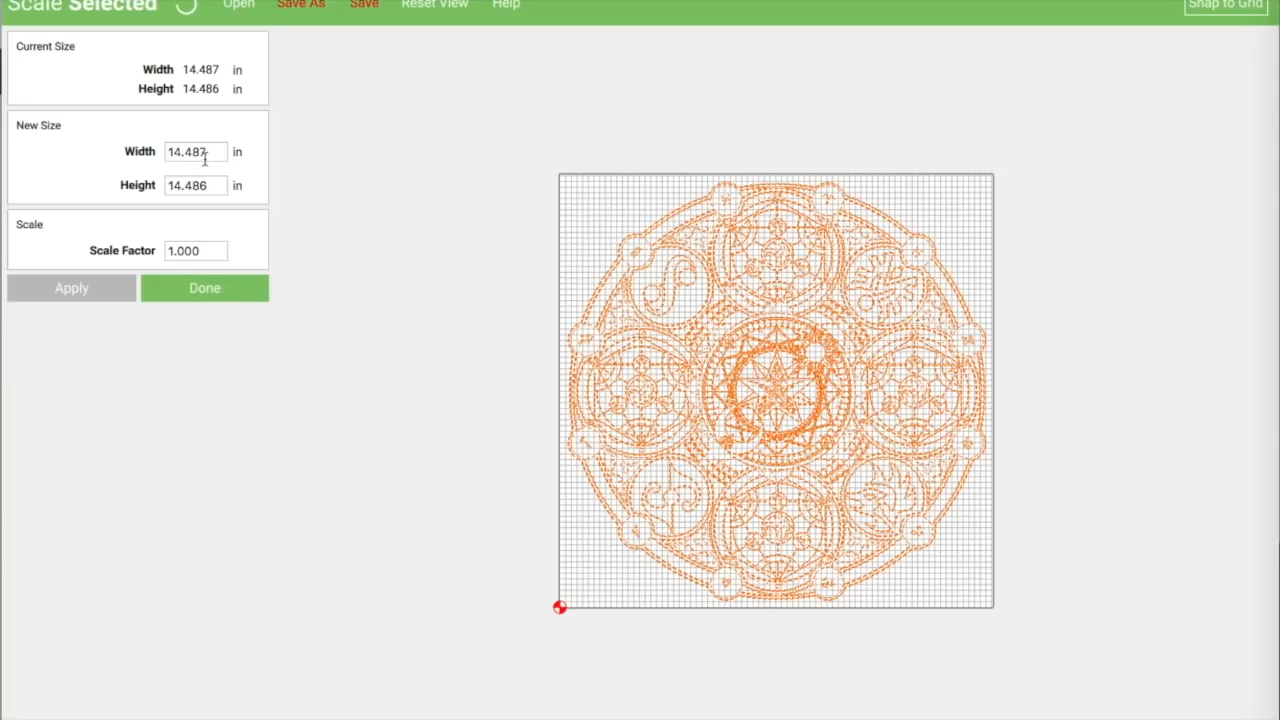 Scale Selected Open Save As Save Reset View Help Snap to Grid
Current Size
Width 14.487 in
Height 14.486 in
New Size
Width 14.487 in
Height 14.486 in
Scale
Scale Factor 1.000
Apply Done